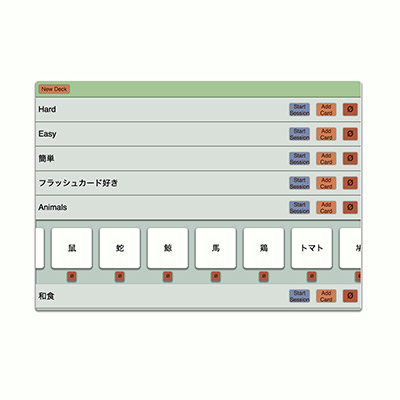 New Deck
Hard Start Session Add Card Ø
Easy Start Session Add Card Ø
簡単 Start Session Add Card Ø
フラッシュカード好き Start Session Add Card Ø
Animals Start Session Add Card Ø
鼠 蛇 鯨 馬 鶏 トマト
和食 Start Session Add Card Ø